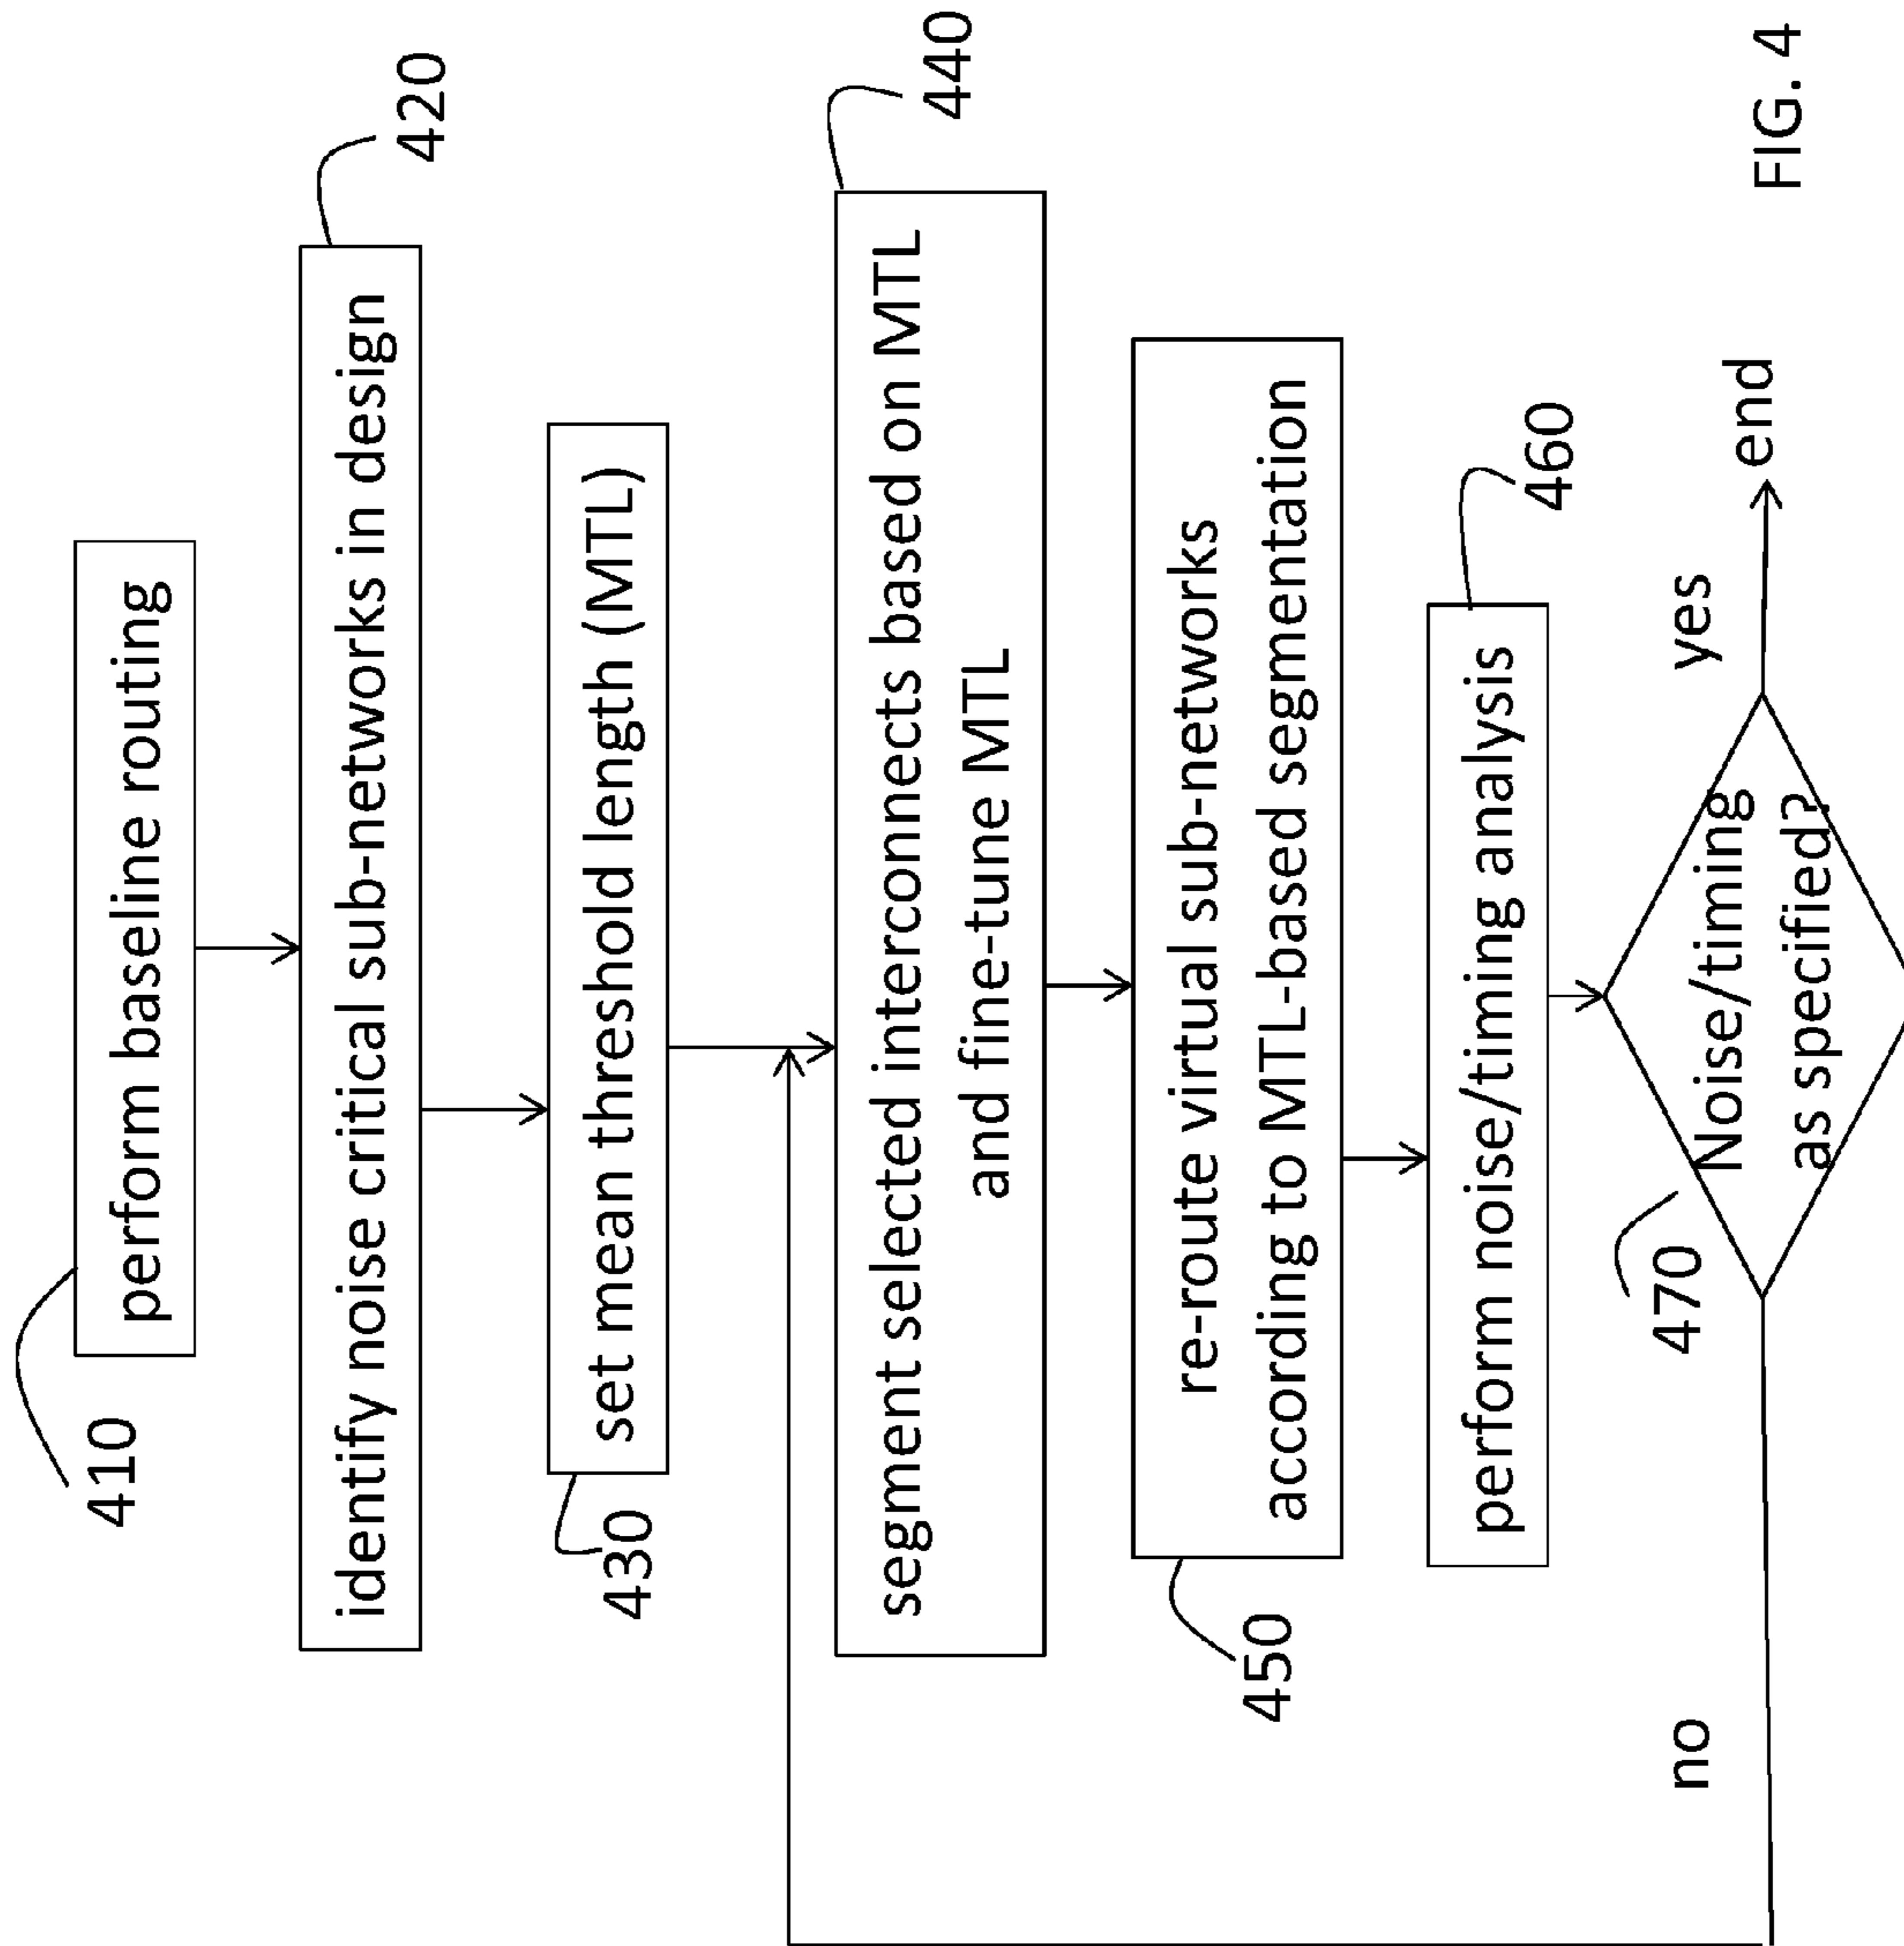 410
perform baseline routing
420
identify noise critical sub-networks in design
430
set mean threshold length (MTL)
440
segment selected interconnects based on MTL
and fine-tune MTL
450
re-route virtual sub-networks
according to MTL-based segmentation
460
perform noise/timing analysis
470
Noise/timing
as specified?
no
yes
end
FIG. 4